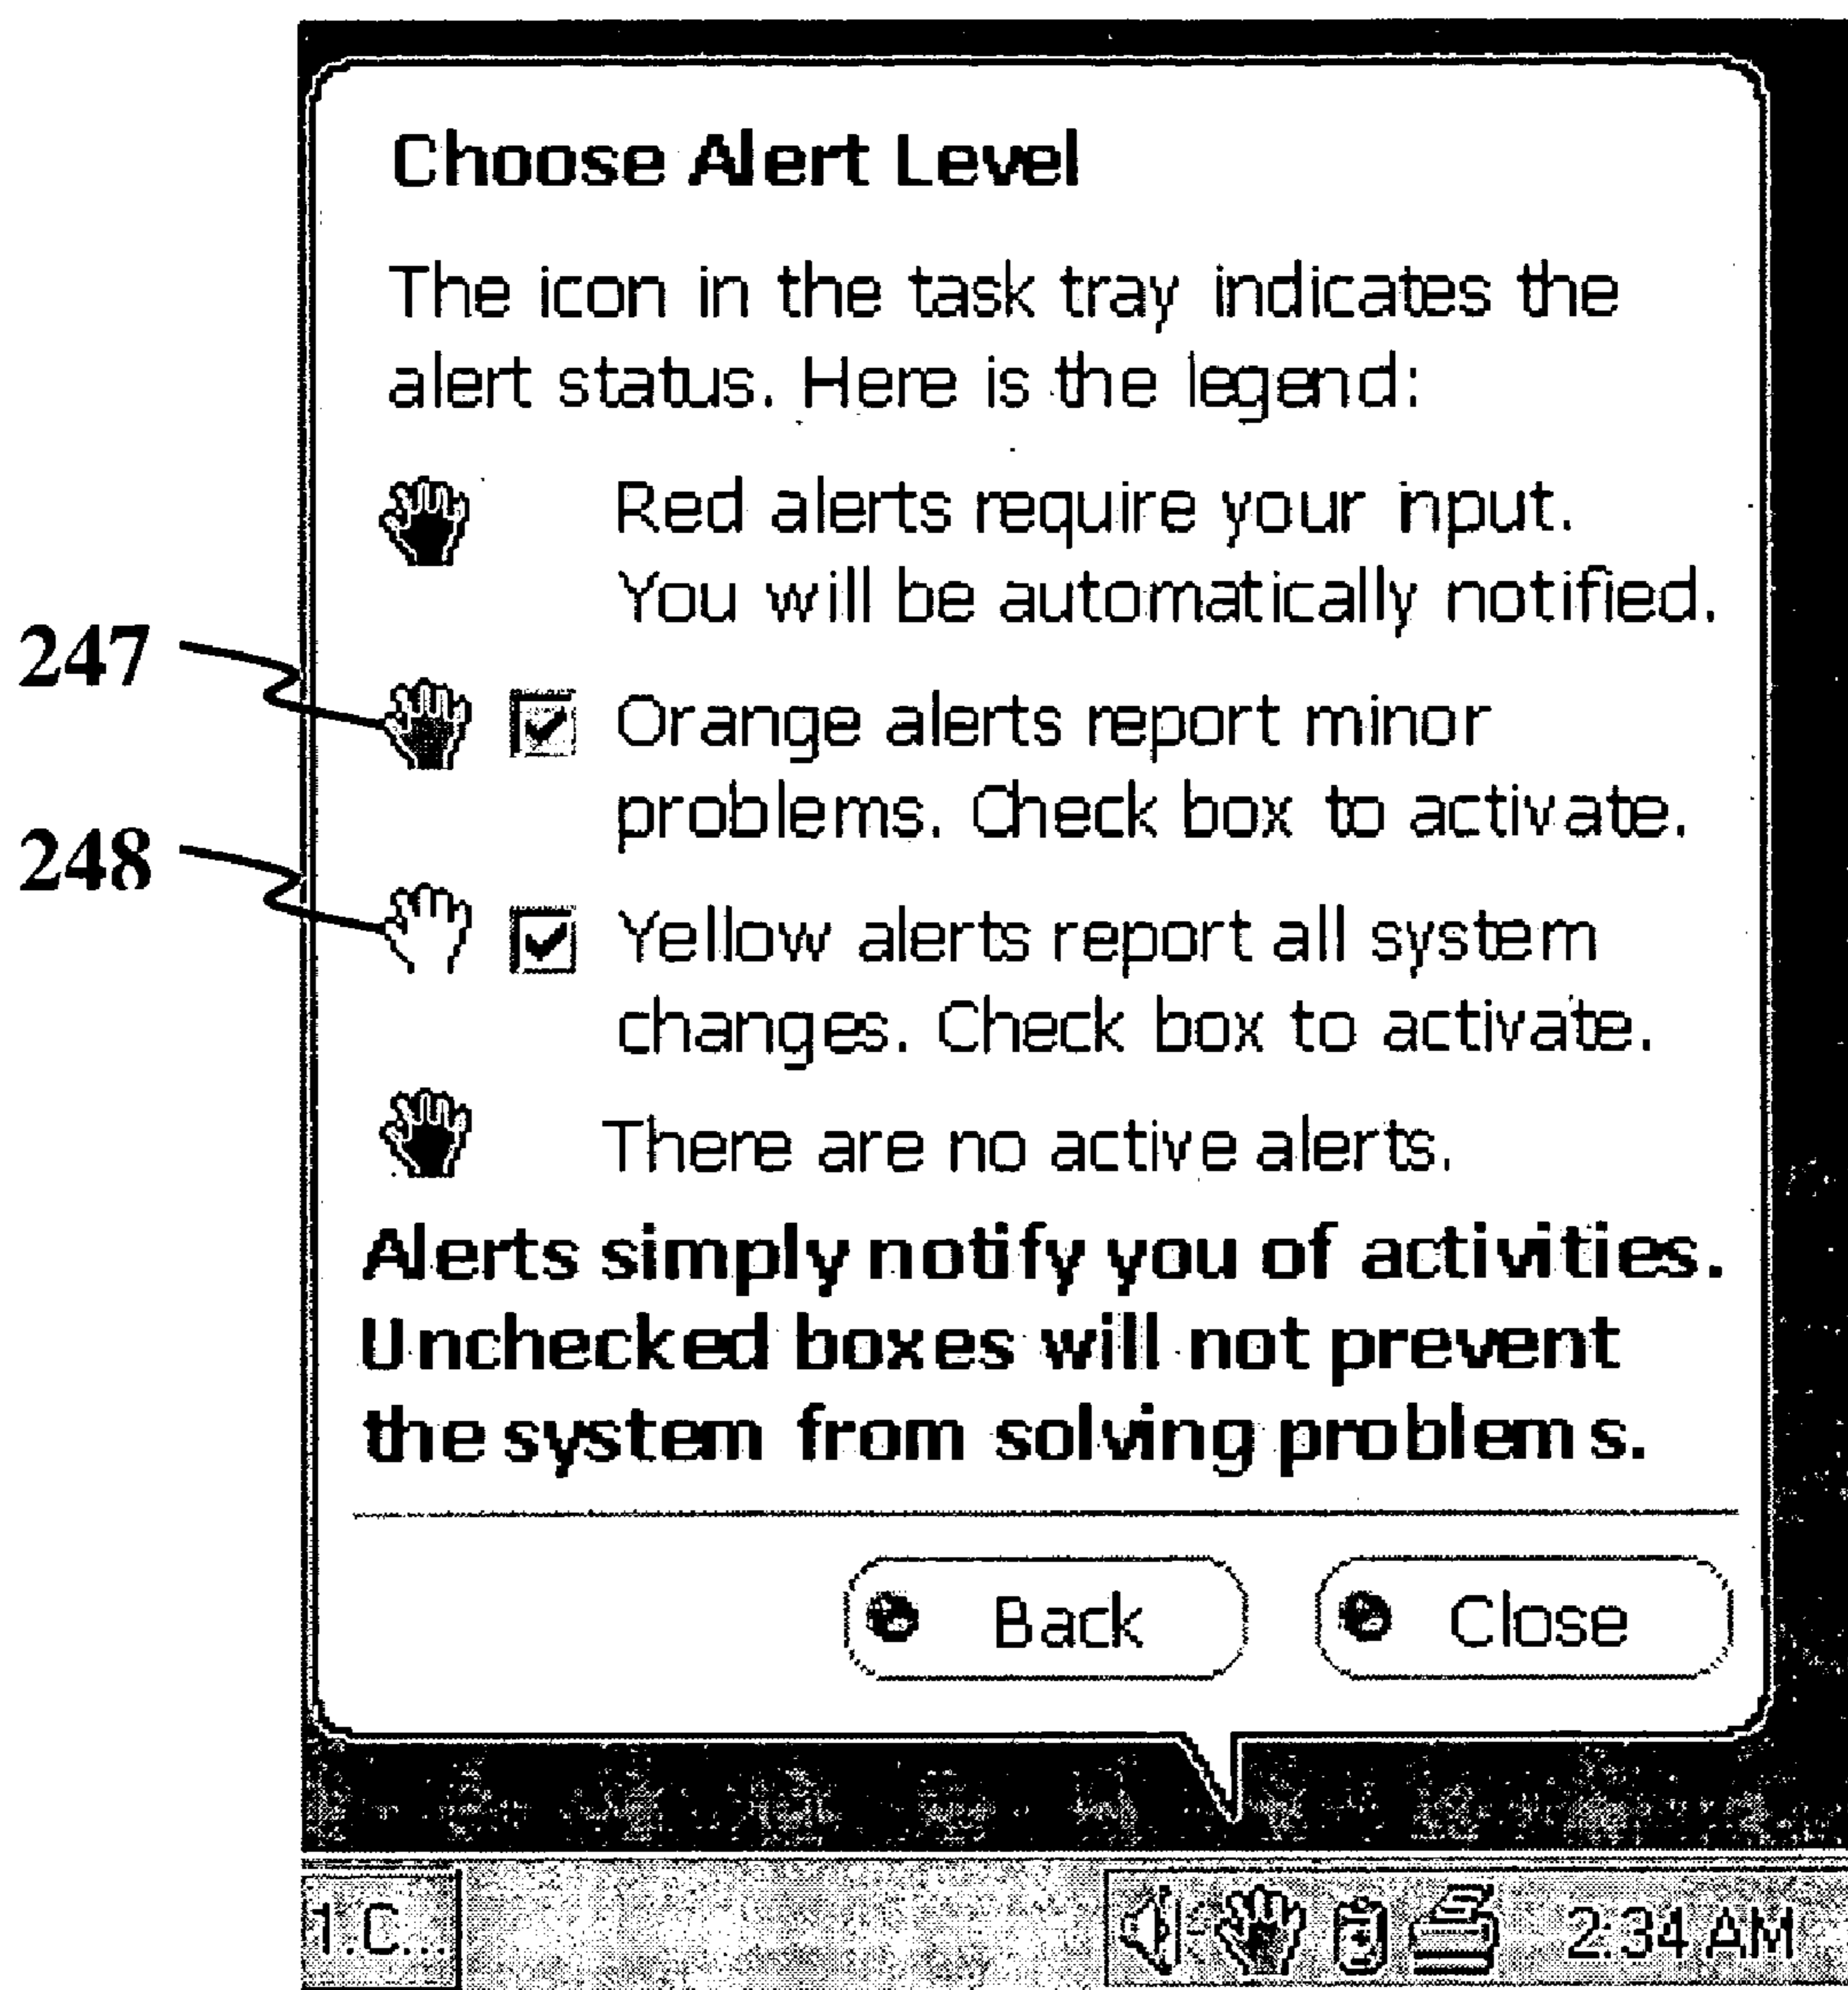 Choose Alert Level
The icon in the task tray indicates the
alert status. Here is the legend:
Red alerts require your input.
You will be automatically notified.
247
Orange alerts report minor
problems. Check box to activate.
248
Yellow alerts report all system
changes. Check box to activate.
There are no active alerts.
Alerts simply notify you of activities.
Unchecked boxes will not prevent
the system from solving problems.
Back
Close
1.C...
2:34 AM